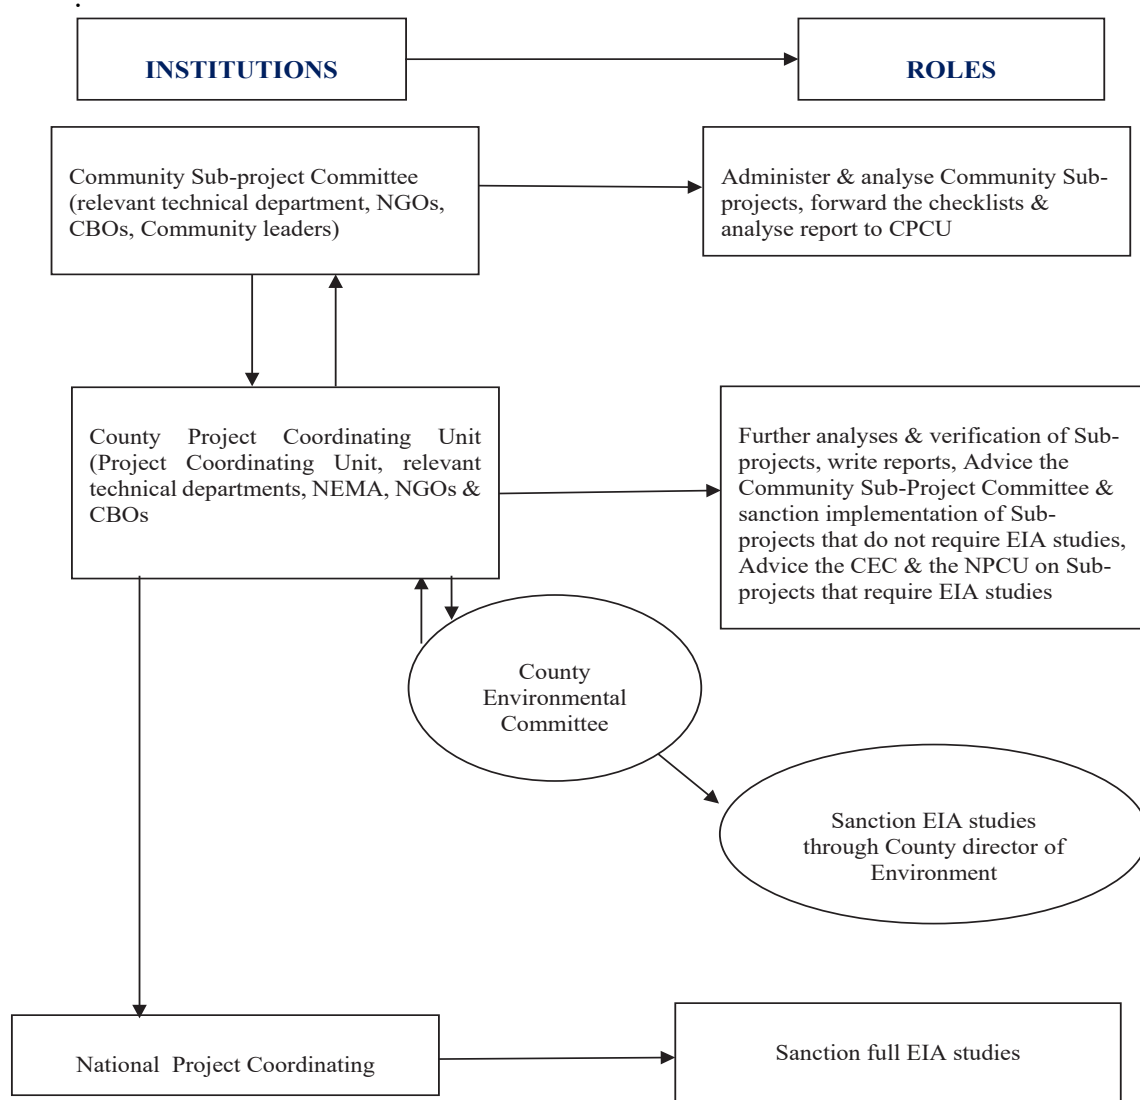 .
INSTITUTIONS
ROLES
Community Sub-project Committee
(relevant technical department, NGOs,
CBOs, Community leaders)
Administer & analyse Community Sub-
projects, forward the checklists &
analyse report to CPCU
County Project Coordinating Unit
(Project Coordinating Unit, relevant
technical departments, NEMA, NGOs &
CBOs
Further analyses & verification of Sub-
projects, write reports, Advice the
Community Sub-Project Committee &
sanction implementation of Sub-
projects that do not require EIA studies,
Advice the CEC & the NPCU on Sub-
projects that require EIA studies
County
Environmental
Committee
Sanction EIA studies
through County director of
Environment
National Project Coordinating
Sanction full EIA studies